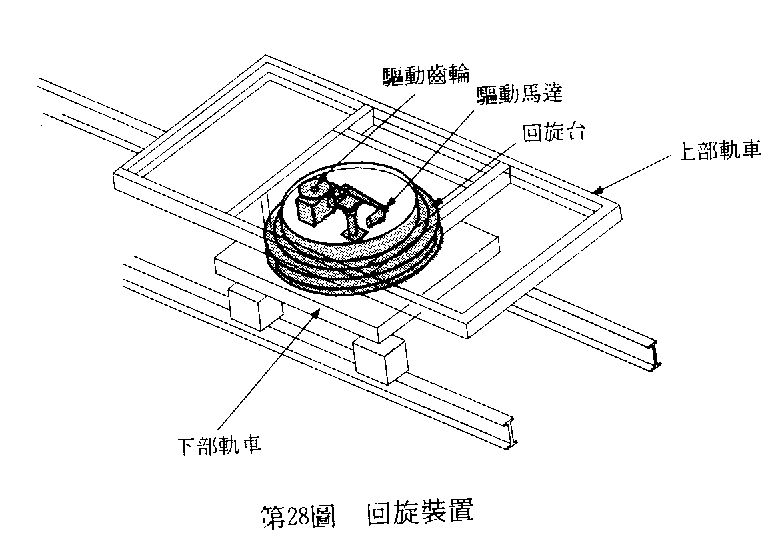 驅動齒輪
驅動馬達
回旋台
上部軌車
下部軌車
第28圖 回旋裝置